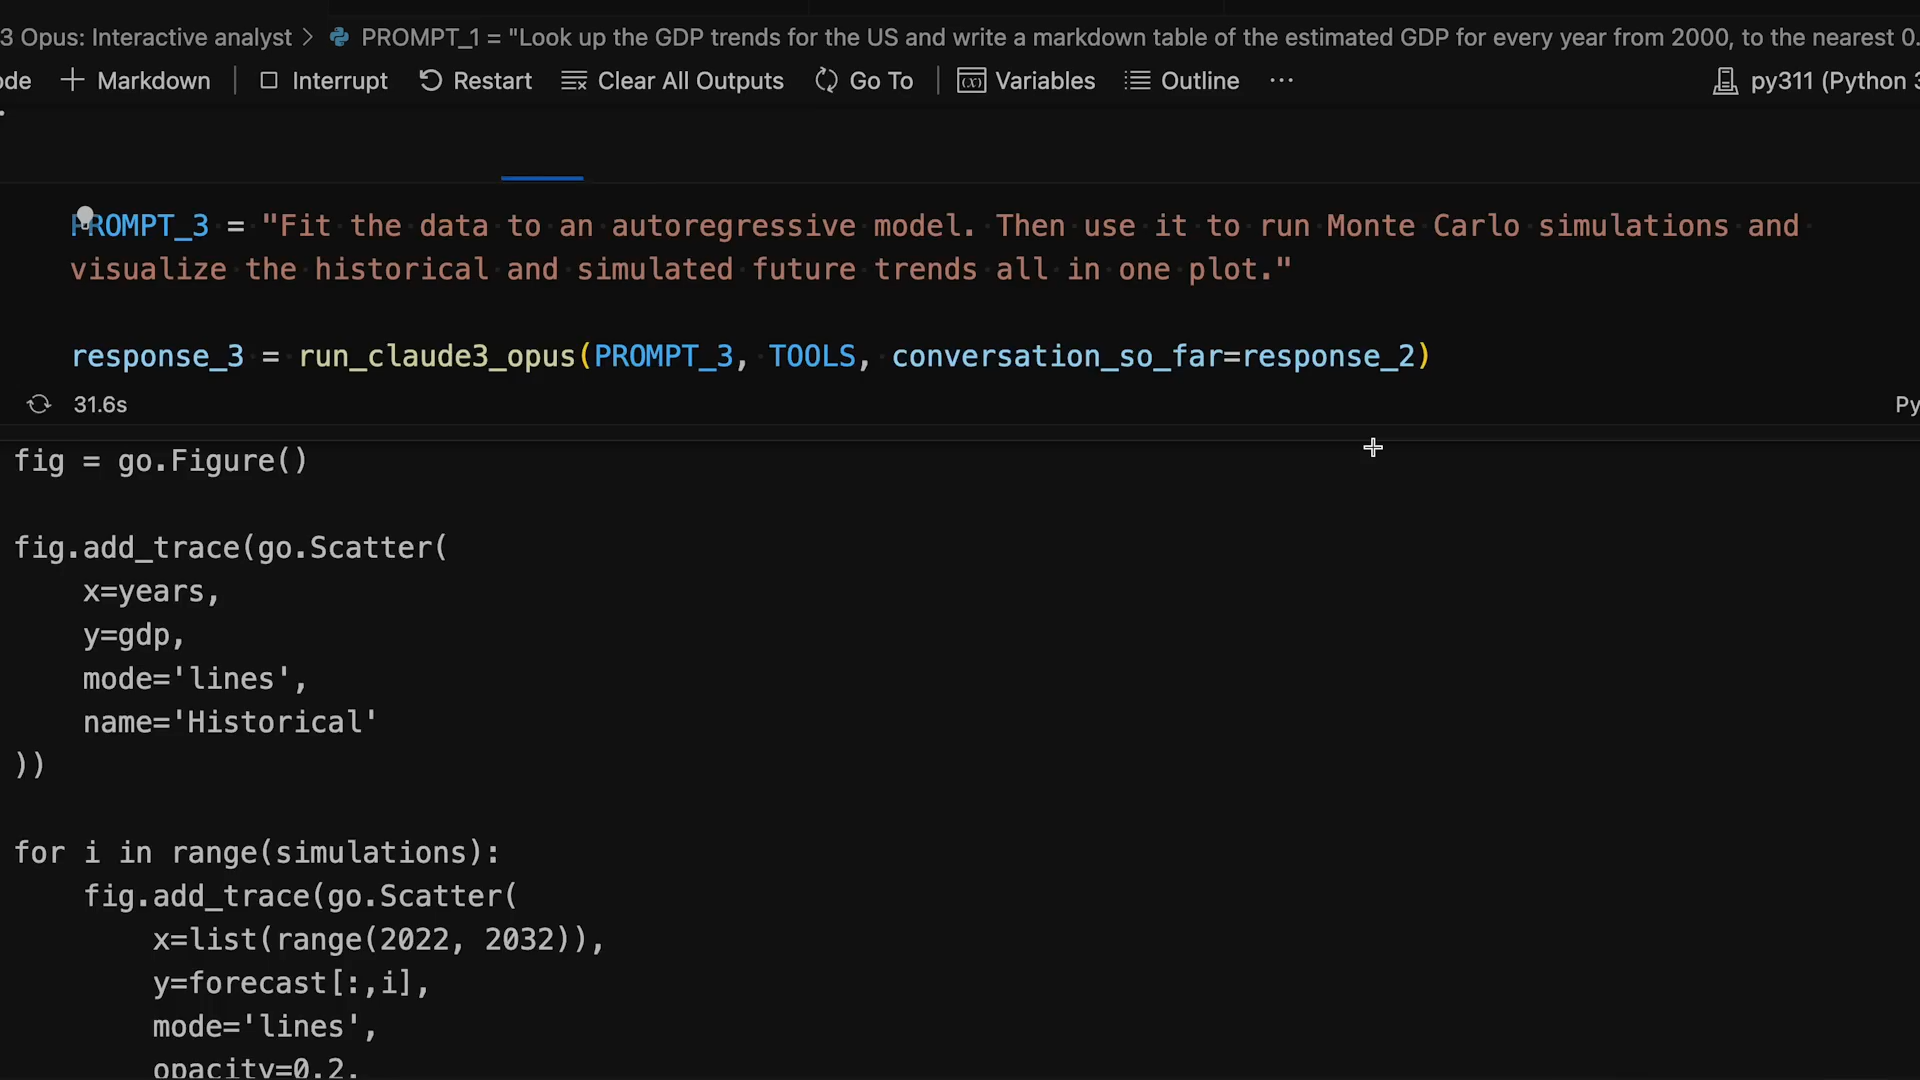 3 Opus: Interactive analyst > PROMPT_1 = "Look up the GDP trends for the US and write a markdown table of the estimated GDP for every year from 2000, to the nearest 0.
ode + Markdown Interrupt Restart Clear All Outputs Go To Variables Outline ··· py311 (Python 3
PROMPT_3 = "Fit the data to an autoregressive model. Then use it to run Monte Carlo simulations and
visualize the historical and simulated future trends all in one plot."
response_3 = run_claude3_opus(PROMPT_3, TOOLS, conversation_so_far=response_2)
31.6s Py
fig = go.Figure()
fig.add_trace(go.Scatter(
x=years,
y=gdp,
mode='lines',
name='Historical'
))
for i in range(simulations):
fig.add_trace(go.Scatter(
x=list(range(2022, 2032)),
y=forecast[:,i],
mode='lines',
opacity=0.2,